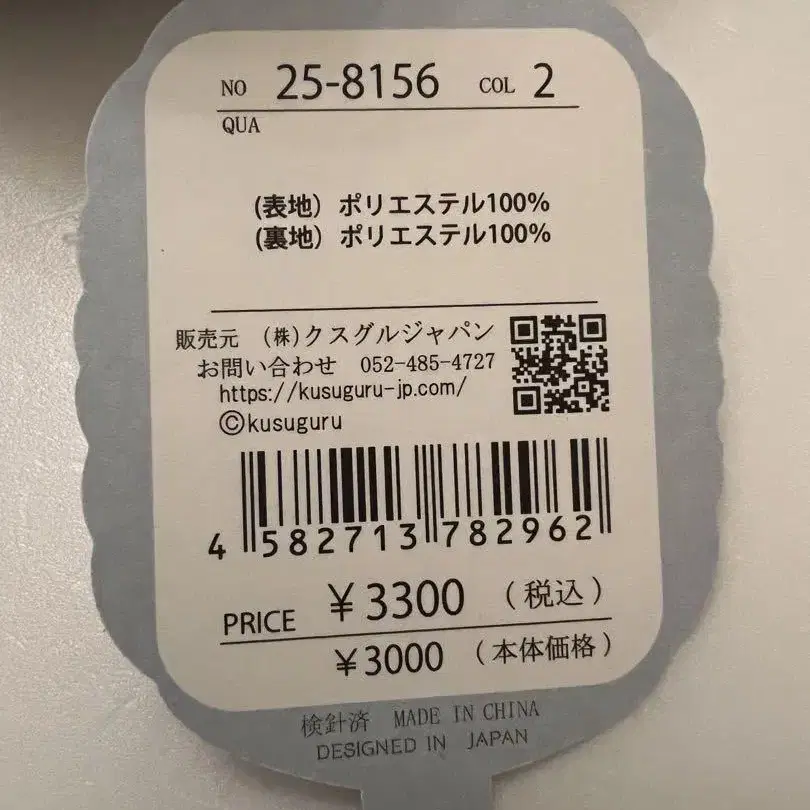 NO 25-8156 COL 2
QUA
(表地) ポリエステル100%
(裏地) ポリエステル100%
販売元 (株)クスグルジャパン
お問い合わせ 052-485-4727
https://kusuguru-jp.com/
©kusuguru
4 582713 782962
PRICE ¥3300 (税込)
¥3000 (本体価格)
検針済 MADE IN CHINA
DESIGNED IN JAPAN